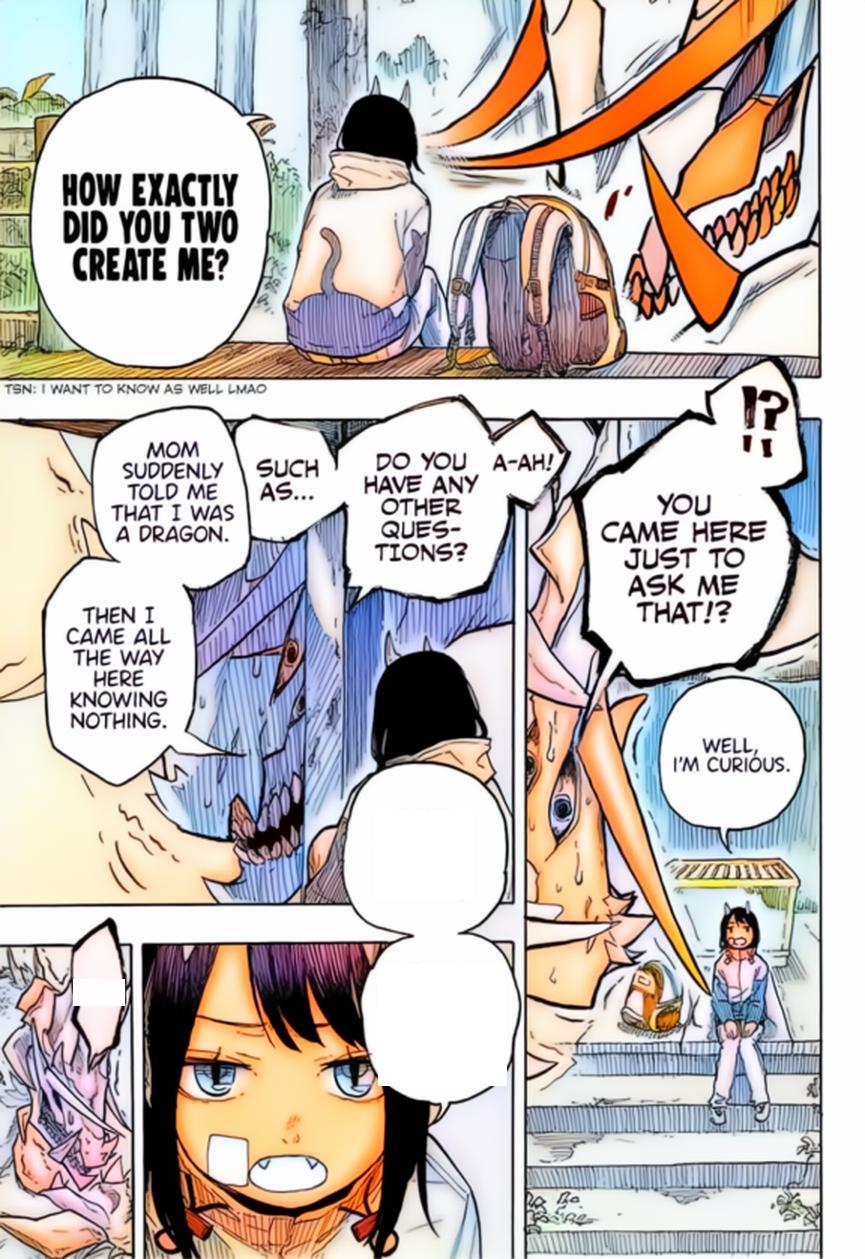 HOW EXACTLY
DID YOU TWO
CREATE ME?
TSN: I WANT TO KNOW AS WELL LMAO
!?
YOU
CAME HERE
JUST TO
ASK ME
THAT!?
WELL,
I'M CURIOUS.
A-AH!
DO YOU
HAVE ANY
OTHER
QUES-
TIONS?
SUCH
AS...
MOM
SUDDENLY
TOLD ME
THAT I WAS
A DRAGON.
THEN I
CAME ALL
THE WAY
HERE
KNOWING
NOTHING.